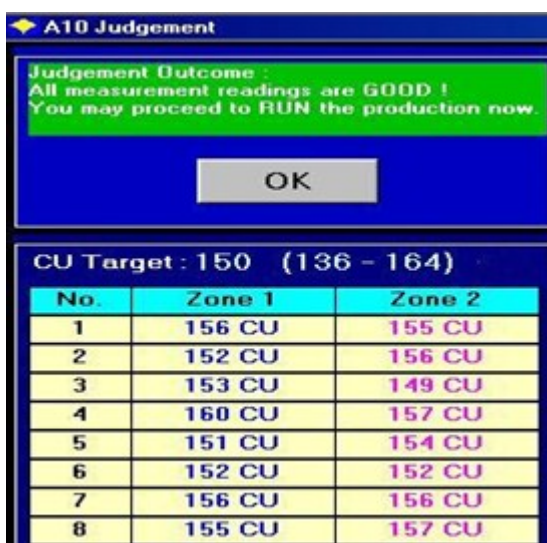 A10 Judgement
Judgement Outcome :
All measurement readings are GOOD !
You may proceed to RUN the production now.
OK
CU Target : 150 (136 - 164)
No. Zone 1 Zone 2
1 156 CU 155 CU
2 152 CU 156 CU
3 153 CU 149 CU
4 160 CU 157 CU
5 151 CU 154 CU
6 152 CU 152 CU
7 156 CU 156 CU
8 155 CU 157 CU